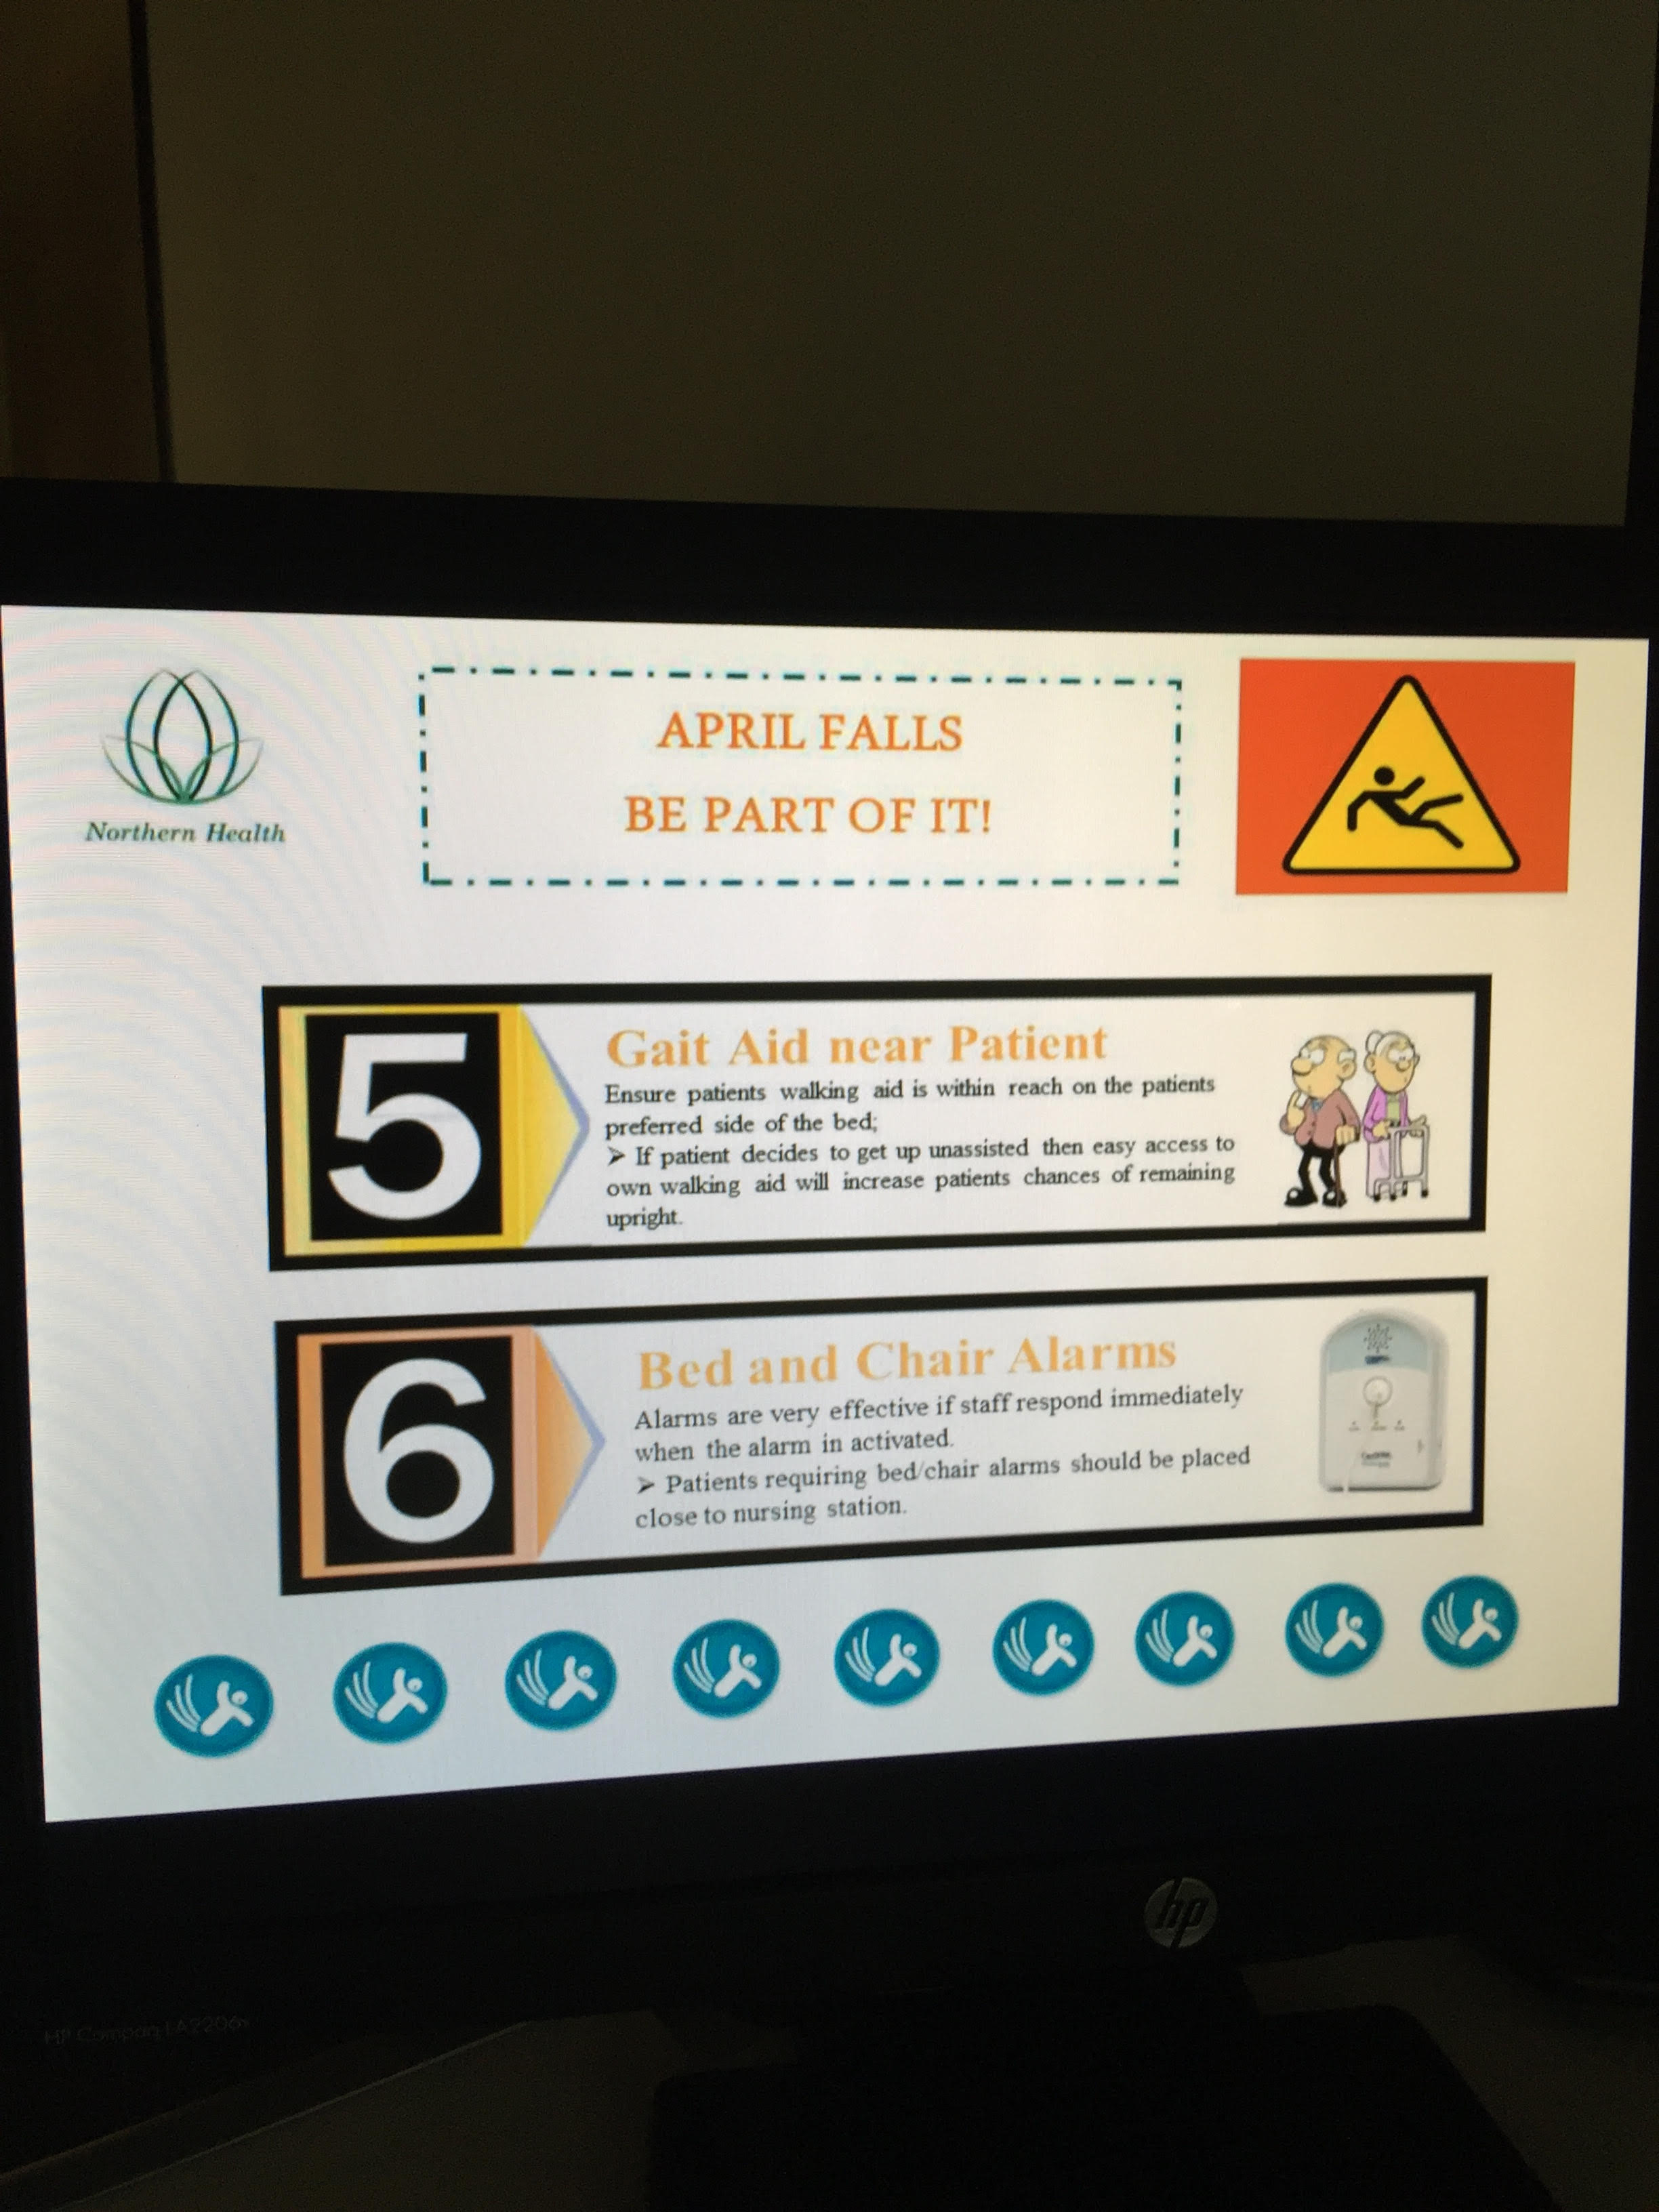 Northern Health
APRIL FALLS
BE PART OF IT!
5
Gait Aid near Patient
Ensure patients walking aid is within reach on the patients
preferred side of the bed;
➢ If patient decides to get up unassisted then easy access to
own walking aid will increase patients chances of remaining
upright.
6
Bed and Chair Alarms
Alarms are very effective if staff respond immediately
when the alarm in activated.
➢ Patients requiring bed/chair alarms should be placed
close to nursing station.
hp
HP Compaq LA2206x